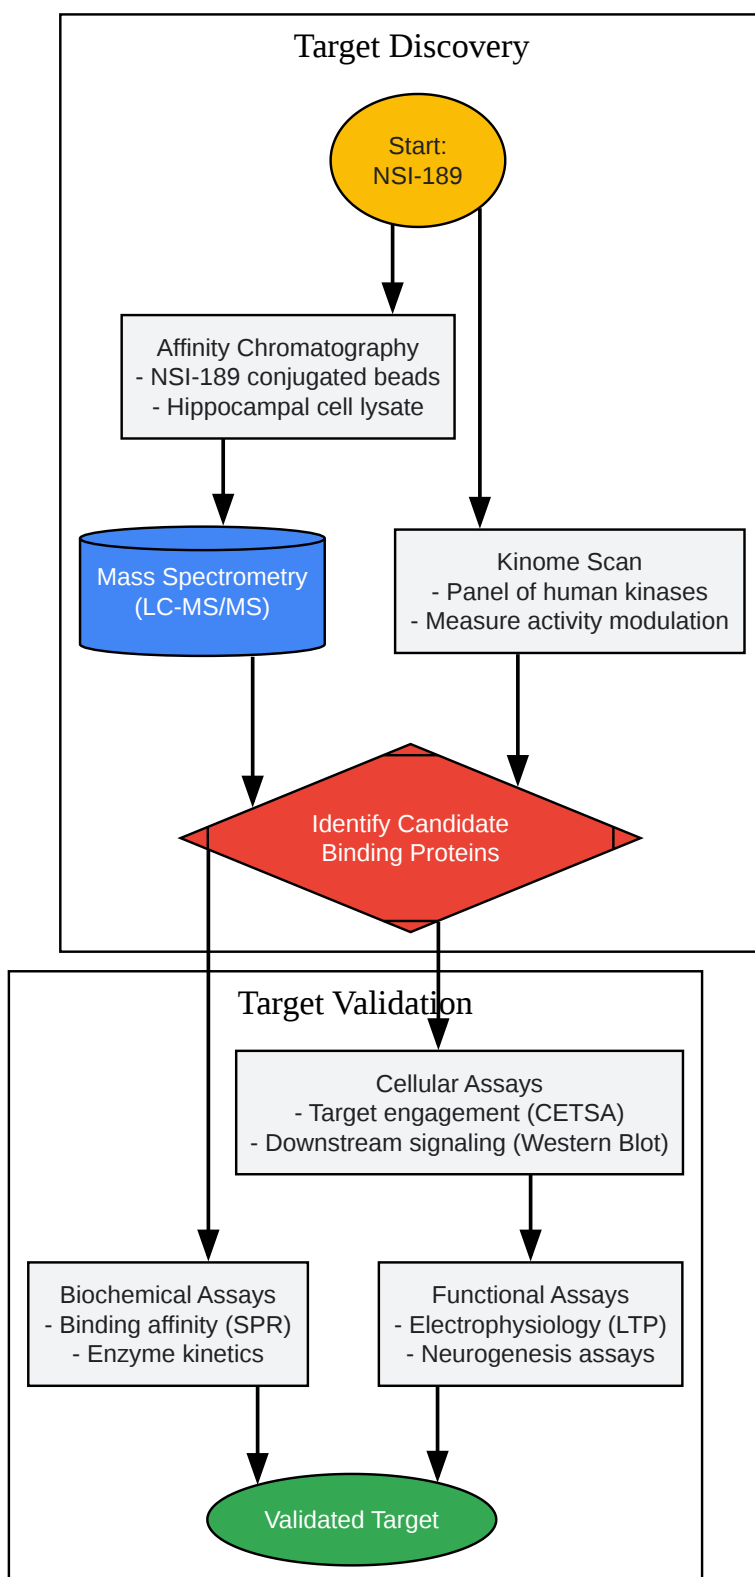 Target Discovery
Start:
NSI-189
Affinity Chromatography
- NSI-189 conjugated beads
- Hippocampal cell lysate
Mass Spectrometry
(LC-MS/MS)
Kinome Scan
- Panel of human kinases
- Measure activity modulation
Identify Candidate
Binding Proteins
Target Validation
Cellular Assays
- Target engagement (CETSA)
- Downstream signaling (Western Blot)
Biochemical Assays
- Binding affinity (SPR)
- Enzyme kinetics
Functional Assays
- Electrophysiology (LTP)
- Neurogenesis assays
Validated Target